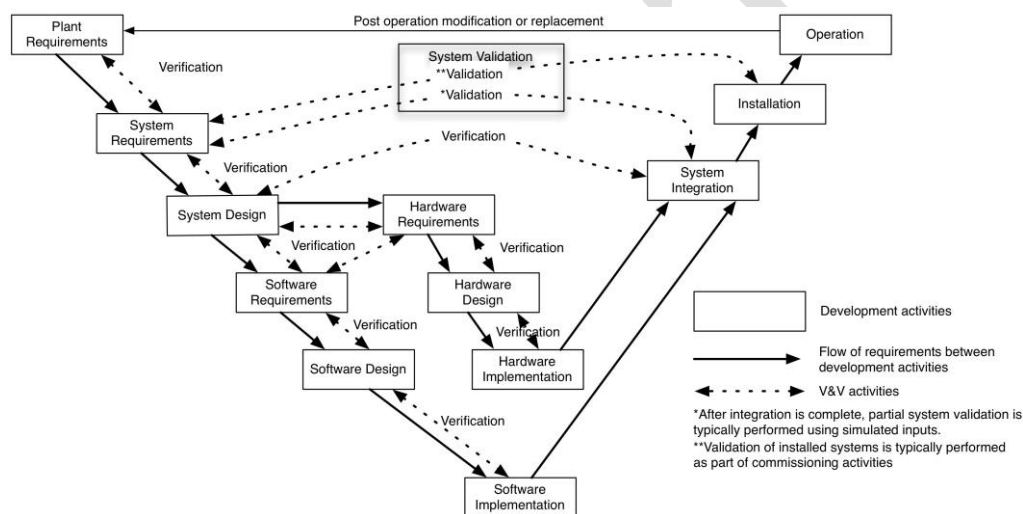 Post operation modification or replacement
Plant
Requirements
Operation
System Validation
**Validation
*Validation
Verification
Installation
System
Requirements
Verification
Verification
System
Integration
System Design
Hardware
Requirements
Verification
Verification
Software
Requirements
Hardware
Design
Verification
Verification
Software Design
Hardware
Implementation
Verification
Software
Implementation
Development activities
Flow of requirements between
development activities
V&V activities
*After integration is complete, partial system validation is
typically performed using simulated inputs.
**Validation of installed systems is typically performed
as part of commissioning activities